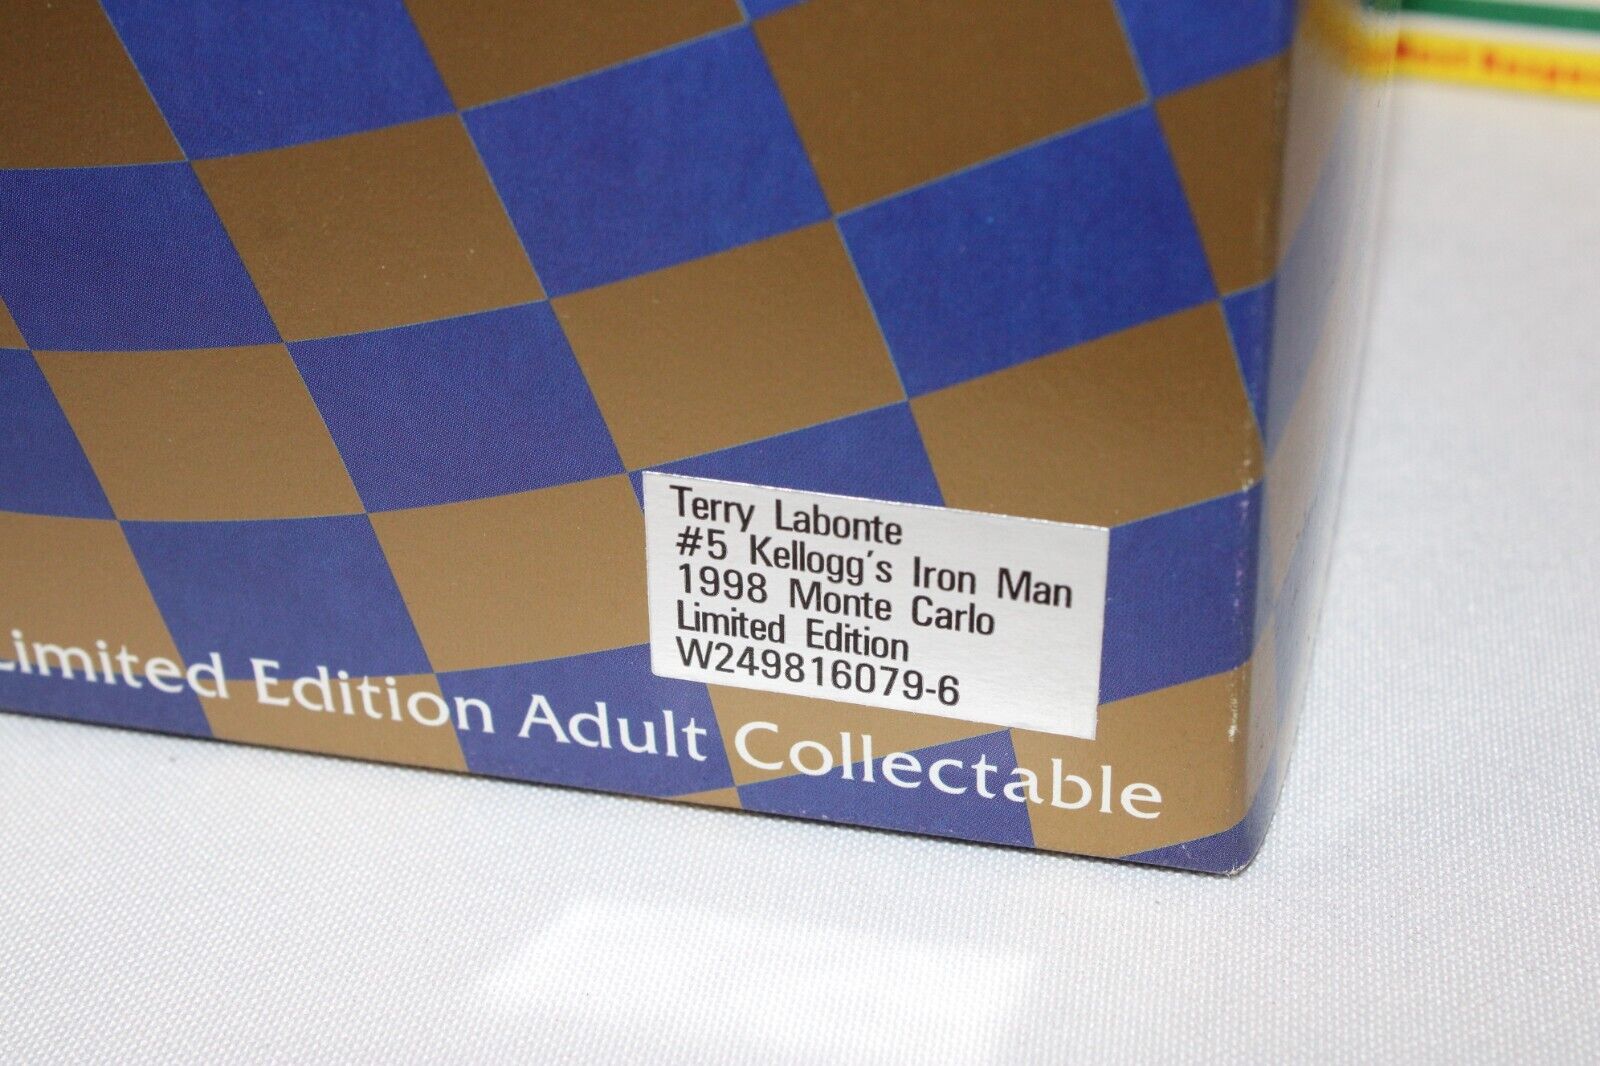 Terry Labonte
#5 Kellogg's Iron Man
1998 Monte Carlo
Limited Edition
W249816079-6
Limited Edition Adult Collectable